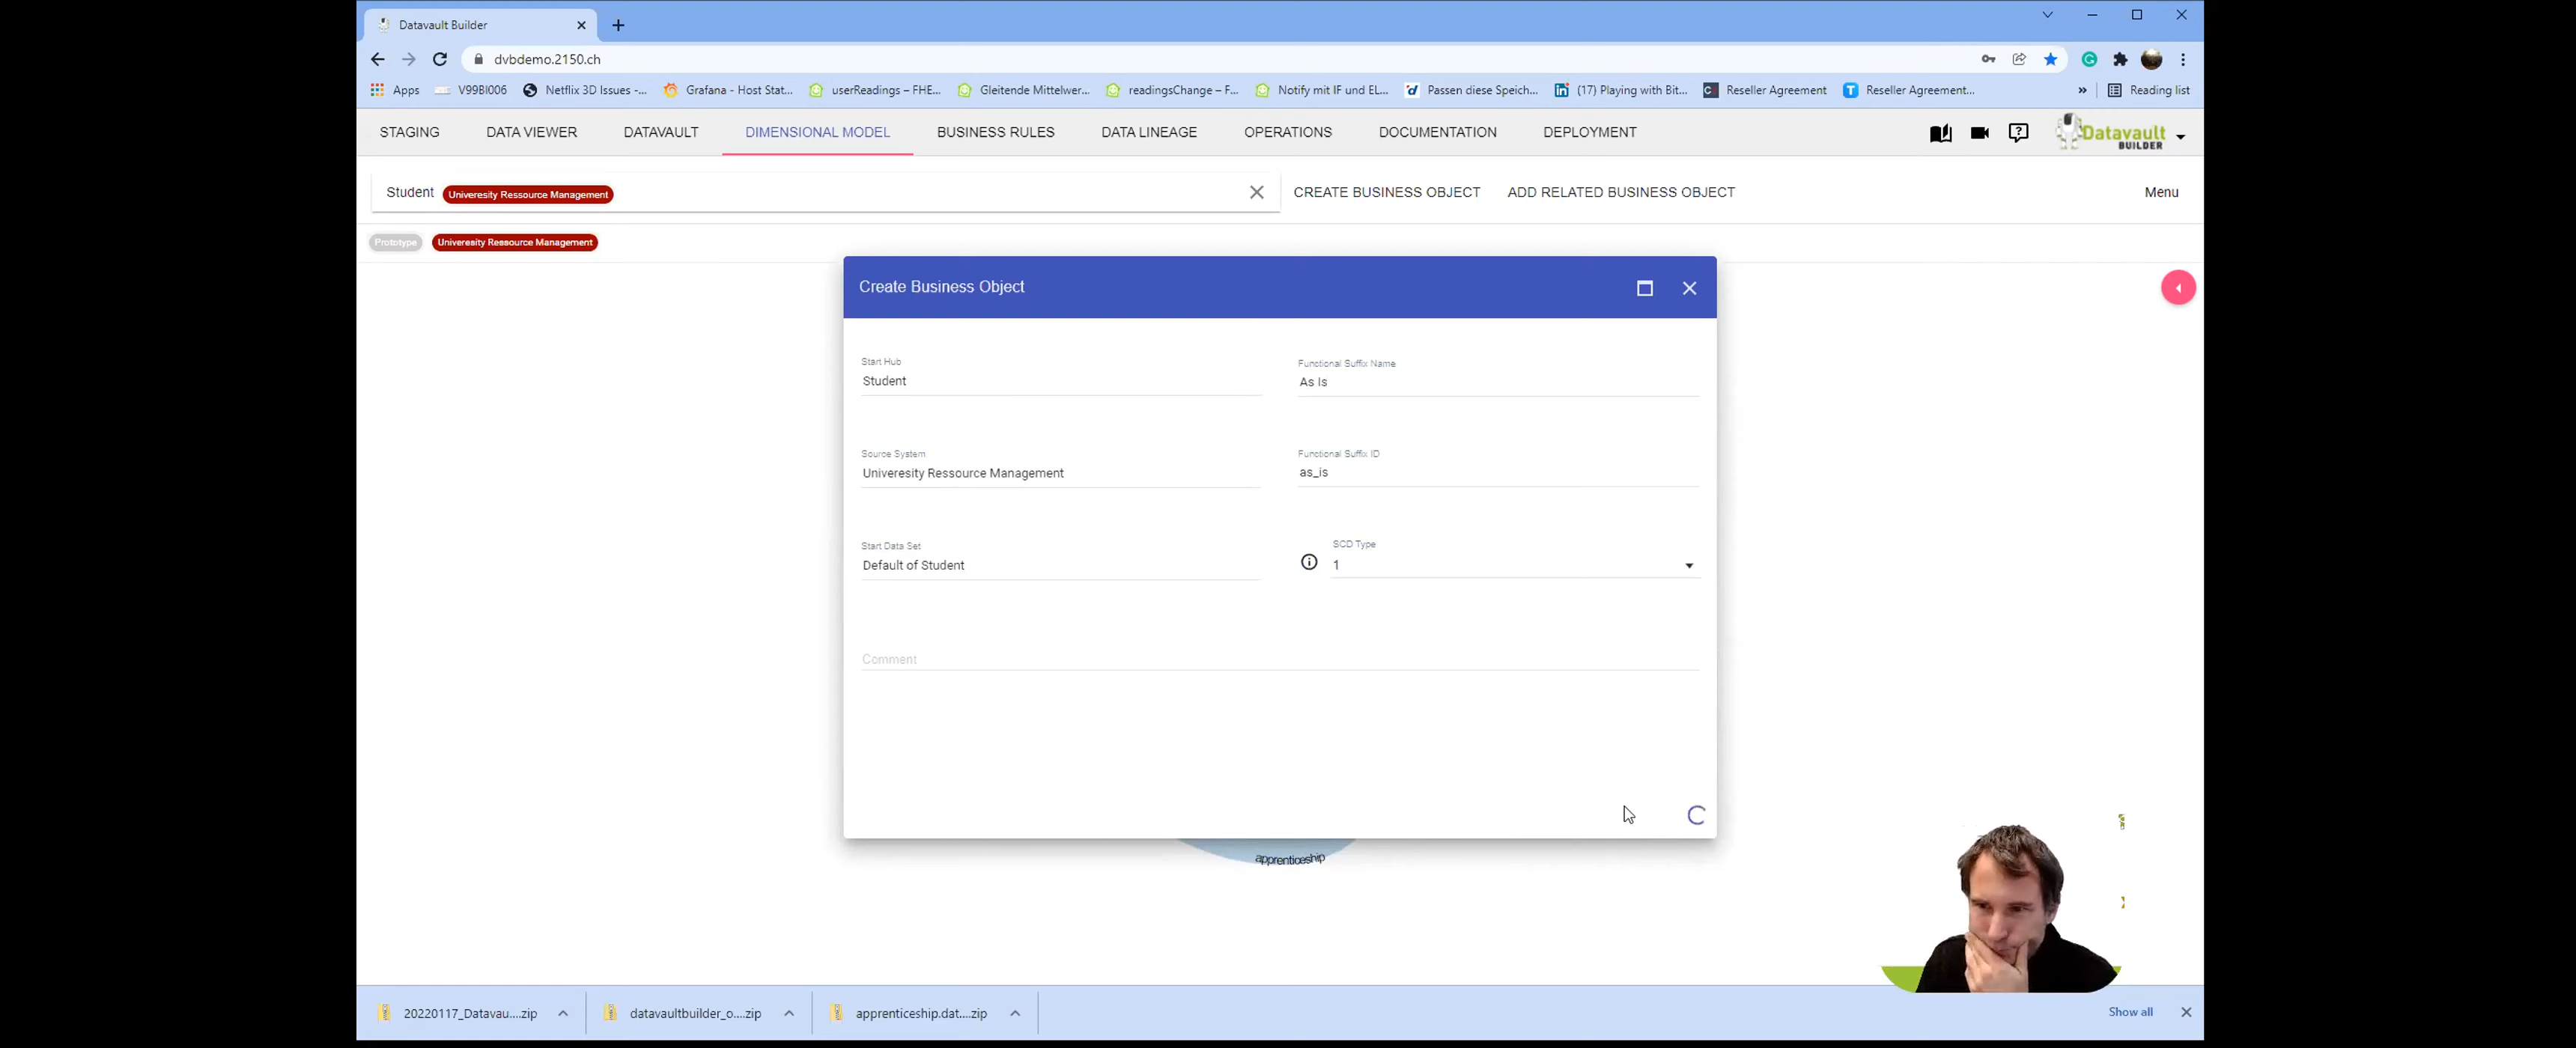 Datavault Builder
dvbdemo.2150.ch
Apps V99BI006 Netflix 3D Issues -... Grafana - Host Stat... userReadings – FHE... Gleitende Mittelwer... readingsChange – F... Notify mit IF und EL... Passen diese Speich... (17) Playing with Bit... Reseller Agreement Reseller Agreement... » Reading list
STAGING DATA VIEWER DATAVAULT DIMENSIONAL MODEL BUSINESS RULES DATA LINEAGE OPERATIONS DOCUMENTATION DEPLOYMENT Datavault
BUILDER
Student Univeresity Ressource Management CREATE BUSINESS OBJECT ADD RELATED BUSINESS OBJECT Menu
Prototype Univeresity Ressource Management
Create Business Object
Start Hub
Student
Functional Suffix Name
As Is
Source System
Univeresity Ressource Management
Functional Suffix ID
as_is
Start Data Set
Default of Student
SCD Type
1
Comment
apprenticeship
20220117_Datavau....zip datavaultbuilder_o....zip apprenticeship.dat....zip Show all